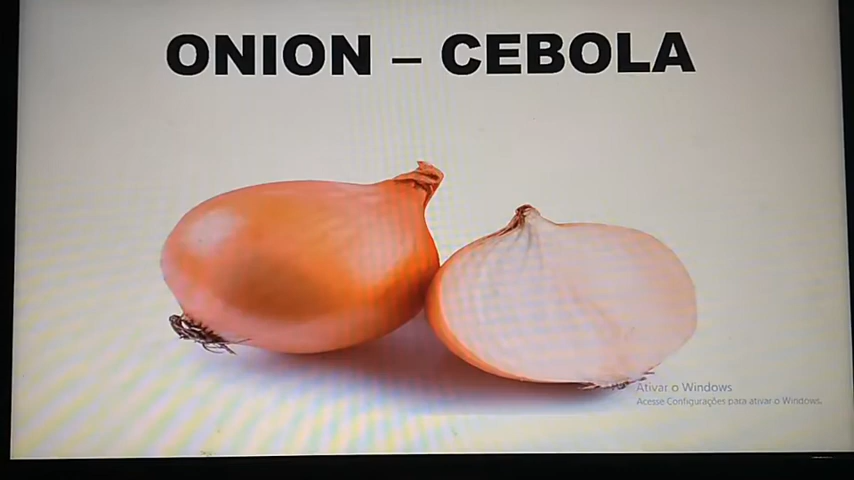 ONION – CEBOLA
Ativar o Windows
Acesse Configurações para ativar o Windows.